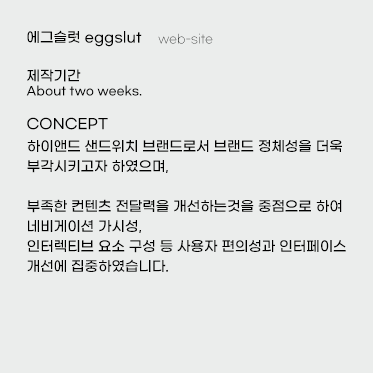 에그슬럿 eggslut web-site
제작기간
About two weeks.
CONCEPT
하이앤드 샌드위치 브랜드로서 브랜드 정체성을 더욱
부각시키고자 하였으며,
부족한 컨텐츠 전달력을 개선하는것을 중점으로 하여
네비게이션 가시성,
인터렉티브 요소 구성 등 사용자 편의성과 인터페이스
개선에 집중하였습니다.